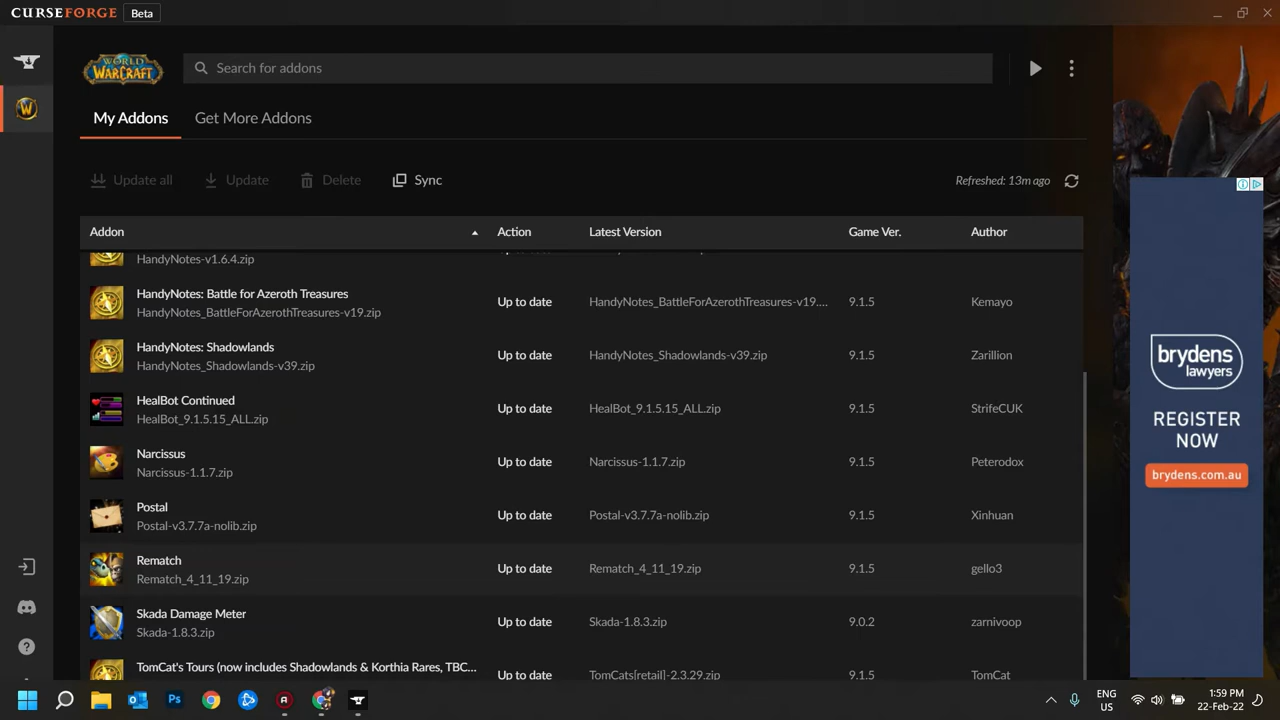 CURSEFORGE Beta
WORLD WARCRAFT
Search for addons
My Addons Get More Addons
Update all Update Delete Sync Refreshed: 13m ago
Addon Action Latest Version Game Ver. Author
HandyNotes-v1.6.4.zip
HandyNotes: Battle for Azeroth Treasures
HandyNotes_BattleForAzerothTreasures-v19.zip
Up to date HandyNotes_BattleForAzerothTreasures-v19.... 9.1.5 Kemayo
HandyNotes: Shadowlands
HandyNotes_Shadowlands-v39.zip
Up to date HandyNotes_Shadowlands-v39.zip 9.1.5 Zarillion
HealBot Continued
HealBot_9.1.5.15_ALL.zip
Up to date HealBot_9.1.5.15_ALL.zip 9.1.5 StrifeCUK
Narcissus
Narcissus-1.1.7.zip
Up to date Narcissus-1.1.7.zip 9.1.5 Peterodox
Postal
Postal-v3.7.7a-nolib.zip
Up to date Postal-v3.7.7a-nolib.zip 9.1.5 Xinhuan
Rematch
Rematch_4_11_19.zip
Up to date Rematch_4_11_19.zip 9.1.5 gello3
Skada Damage Meter
Skada-1.8.3.zip
Up to date Skada-1.8.3.zip 9.0.2 zarnivoop
TomCat's Tours (now includes Shadowlands & Korthia Rares, TBC...
Up to date TomCats[retail]-2.3.29.zip 9.1.5 TomCat
brydens
lawyers
REGISTER
NOW
brydens.com.au
Ps
ENG
US
1:59 PM
22-Feb-22